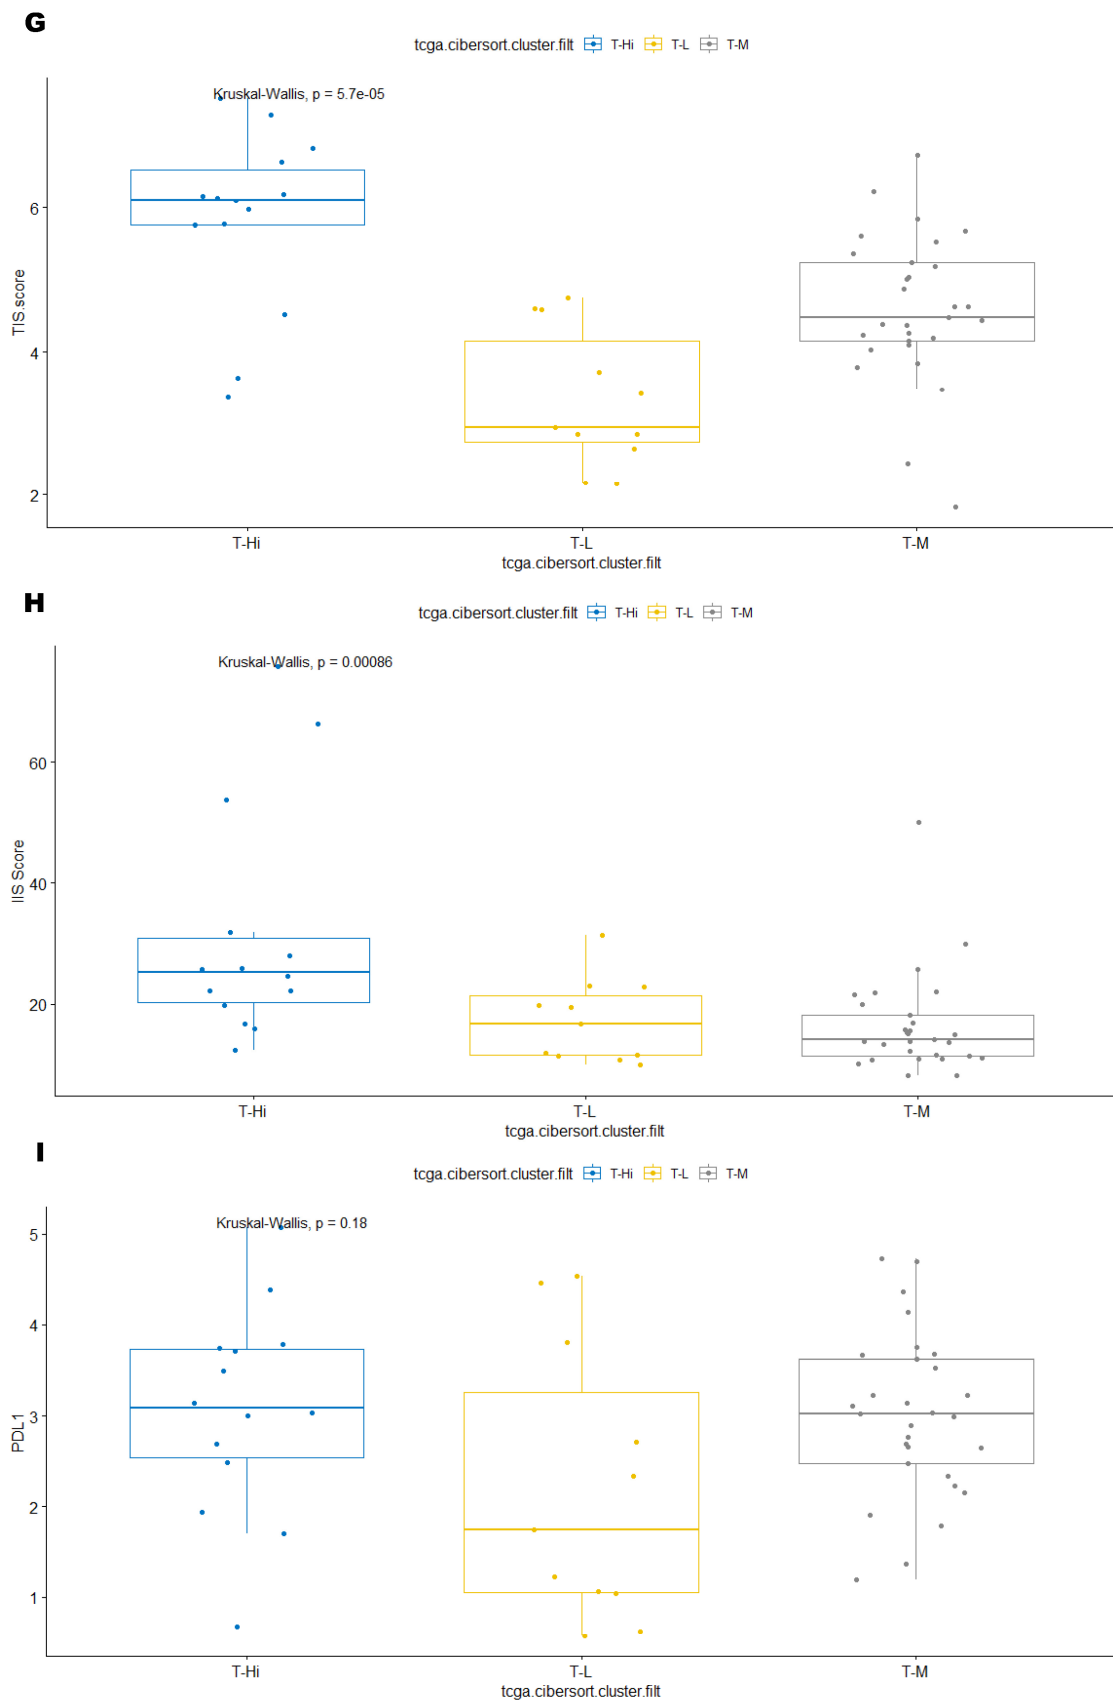 G
tcga.cibersort.cluster.filt T-Hi T-L T-M
Kruskal-Wallis, p = 5.7e-05
TIS.score
6
4
2
T-Hi T-L T-M
tcga.cibersort.cluster.filt
H
tcga.cibersort.cluster.filt T-Hi T-L T-M
Kruskal-Wallis, p = 0.00086
IIS Score
60
40
20
T-Hi T-L T-M
tcga.cibersort.cluster.filt
I
tcga.cibersort.cluster.filt T-Hi T-L T-M
Kruskal-Wallis, p = 0.18
PDL1
5
4
3
2
1
T-Hi T-L T-M
tcga.cibersort.cluster.filt